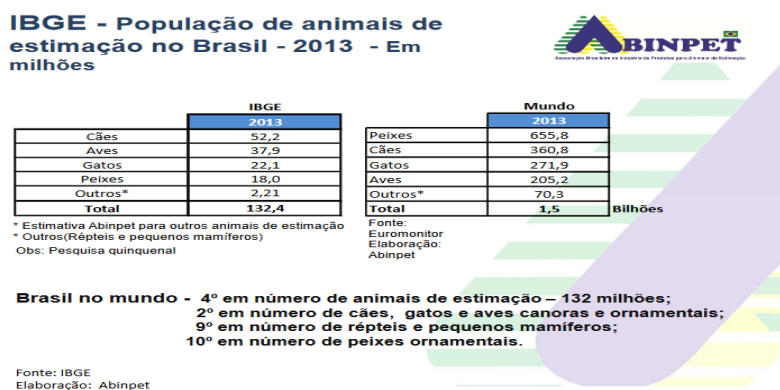 IBGE - População de animais de
estimação no Brasil - 2013 - Em
milhões
ABINPET
Associação Brasileira da Indústria de Produtos para Animais de Estimação
IBGE
2013
Cães 52,2
Aves 37,9
Gatos 22,1
Peixes 18,0
Outros* 2,21
Total 132,4
* Estimativa Abinpet para outros animais de estimação
* Outros(Répteis e pequenos mamíferos)
Obs: Pesquisa quinquenal
Mundo
2013
Peixes 655,8
Cães 360,8
Gatos 271,9
Aves 205,2
Outros* 70,3
Total 1,5 Bilhões
Fonte:
Euromonitor
Elaboração:
Abinpet
Brasil no mundo - 4º em número de animais de estimação – 132 milhões;
2º em número de cães, gatos e aves canoras e ornamentais;
9º em número de répteis e pequenos mamíferos;
10º em número de peixes ornamentais.
Fonte: IBGE
Elaboração: Abinpet